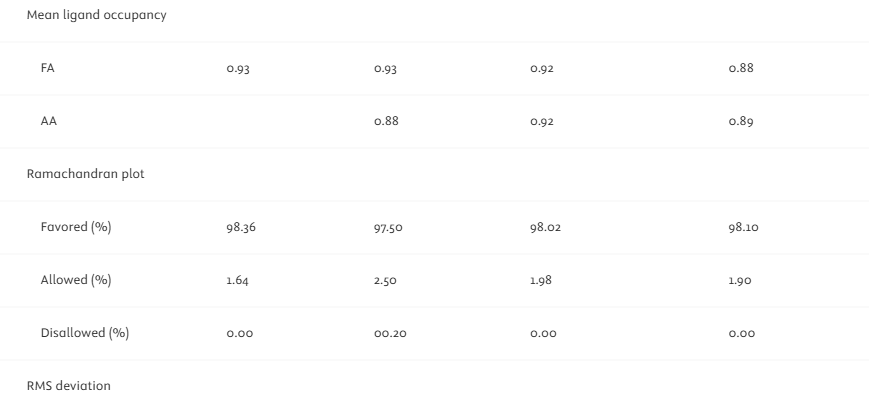 Mean ligand occupancy
FA 0.93 0.93 0.92 0.88
AA 0.88 0.92 0.89
Ramachandran plot
Favored (%) 98.36 97.50 98.02 98.10
Allowed (%) 1.64 2.50 1.98 1.90
Disallowed (%) 0.00 00.20 0.00 0.00
RMS deviation